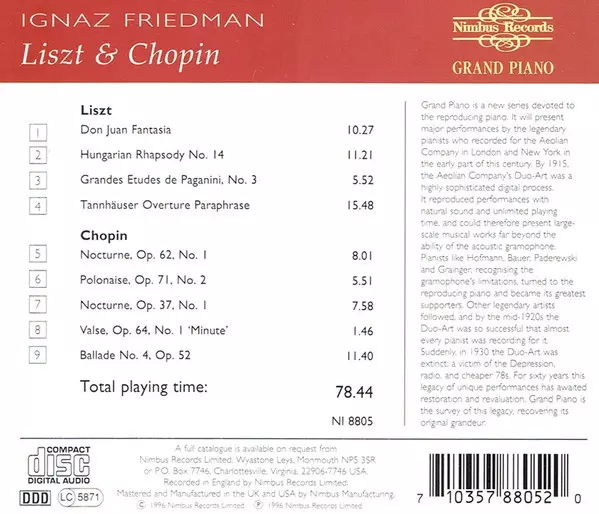 IGNAZ FRIEDMAN
Liszt & Chopin
Nimbus Records
GRAND PIANO
Liszt
1 Don Juan Fantasia 10.27
2 Hungarian Rhapsody No. 14 11.21
3 Grandes Etudes de Paganini, No. 3 5.52
4 Tannhäuser Overture Paraphrase 15.48
Chopin
5 Nocturne, Op. 62, No. 1 8.01
6 Polonaise, Op. 71, No. 2 5.51
7 Nocturne, Op. 37, No. 1 7.58
8 Valse, Op. 64, No. 1 ‘Minute’ 1.46
9 Ballade No. 4, Op. 52 11.40
Total playing time: 78.44
NI 8805
Grand Piano is a new series devoted to
the reproducing piano. It will present
major performances by the legendary
pianists who recorded for the Aeolian
Company in London and New York in
the early part of this century. By 1915,
the Aeolian Company's Duo-Art was a
highly sophisticated digital process.
It reproduced performances with
natural sound and unlimited playing
time, and could therefore present large-
scale musical works far beyond the
ability of the acoustic gramophone.
Pianists like Hofmann, Bauer, Paderewski
and Grainger, recognising the
gramophone's limitations, turned to the
reproducing piano and became its greatest
supporters. Other legendary artists
followed, and by the mid-1920s the
Duo-Art was so successful that almost
every pianist was recording for it.
Suddenly, in 1930 the Duo-Art was
extinct; a victim of the Depression,
radio, and cheaper 78s. For sixty years this
legacy of unique performances has awaited
restoration and revaluation. Grand Piano is
the survey of this legacy, recovering its
original grandeur.
COMPACT
disc
DIGITAL AUDIO
DDD LC 5871
A full catalogue is available on request from
Nimbus Records Limited, Wyastone Leys, Monmouth NP5 3SR
or P.O. Box 7746, Charlottesville, Virginia, 22906-7746 USA.
Recorded in England by Nimbus Records Limited.
Mastered and Manufactured in the UK and USA by Nimbus Manufacturing.
© 1996 Nimbus Records Limited ℗ 1996 Nimbus Records Limited
7 10357 88052 0